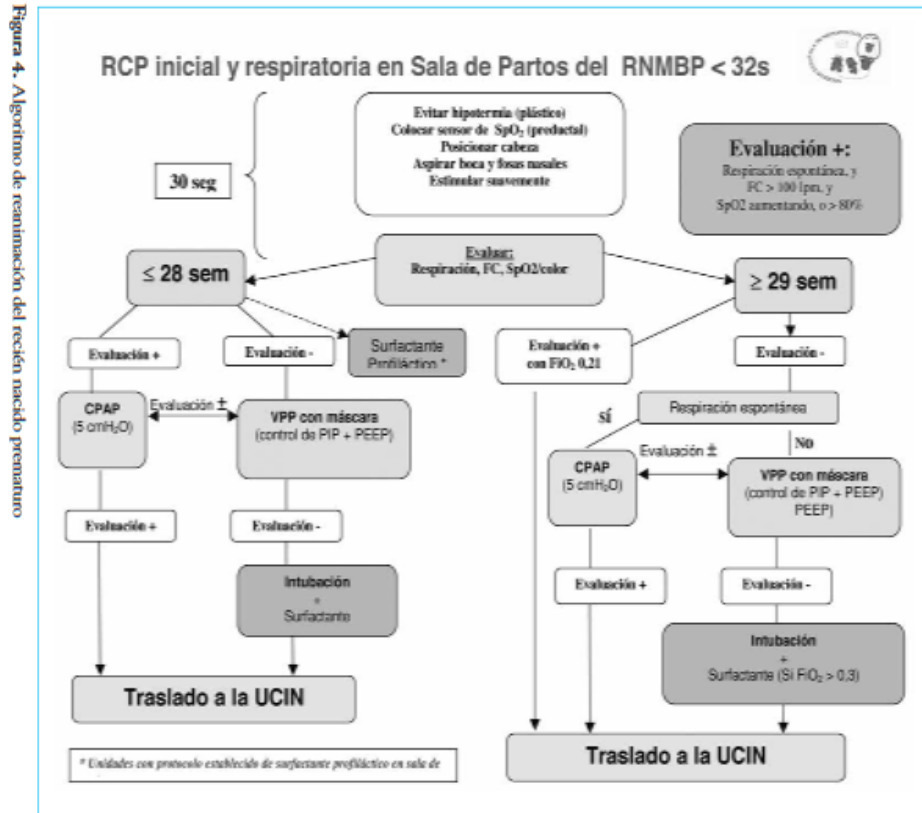 Figura 4. Algoritmo de reanimación del recién nacido prematuro
RCP inicial y respiratoria en Sala de Partos del RNMBP < 32s
30 seg
Evitar hipotermia (plástico)
Colocar sensor de SpO₂ (preductal)
Posicionar cabeza
Aspirar boca y fosas nasales
Estimular suavemente
Evaluación +:
Respiración espontánea, y
FC > 100 lpm, y
SpO2 aumentando, o > 80%
Evaluar:
Respiración, FC, SpO2/color
≤ 28 sem
Evaluación +
Evaluación -
Surfactante
Profiláctico *
CPAP
(5 cmH₂O)
Evaluación ±
VPP con máscara
(control de PIP + PEEP)
Evaluación +
Evaluación -
Intubación
+
Surfactante
Traslado a la UCIN
* Unidades con protocolo establecido de surfactante profiláctico en sala de
≥ 29 sem
Evaluación +
con FiO₂ 0,21
Evaluación -
Respiración espontánea
SÍ
NO
CPAP
(5 cmH₂O)
Evaluación ±
VPP con máscara
(control de PIP + PEEP)
PEEP)
Evaluación +
Evaluación -
Intubación
+
Surfactante (Si FiO₂ > 0,3)
Traslado a la UCIN